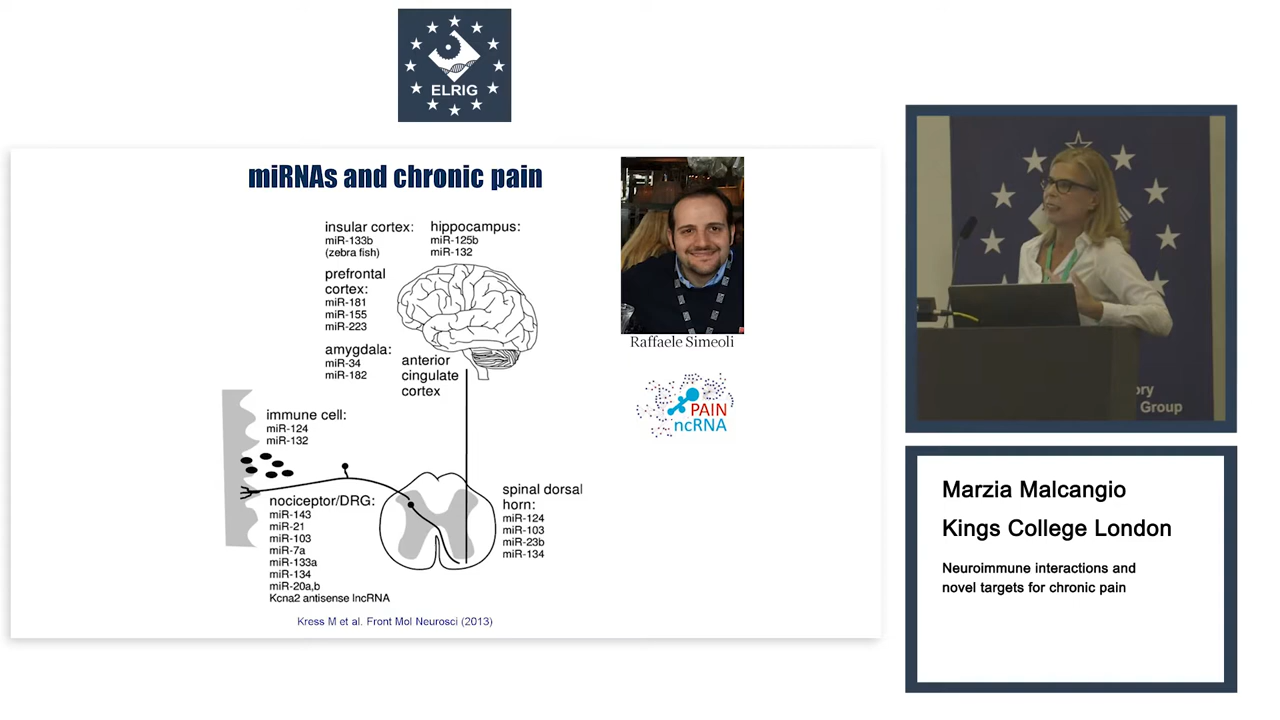 ELRIG
miRNAs and chronic pain
insular cortex:
miR-133b
(zebra fish)
hippocampus:
miR-125b
miR-132
prefrontal
cortex:
miR-181
miR-155
miR-223
amygdala:
miR-34
miR-182
anterior
cingulate
cortex
immune cell:
miR-124
miR-132
nociceptor/DRG:
miR-143
miR-21
miR-103
miR-7a
miR-133a
miR-134
miR-20a,b
Kcna2 antisense lncRNA
spinal dorsal
horn:
miR-124
miR-103
miR-23b
miR-134
Kress M et al. Front Mol Neurosci (2013)
Raffaele Simeoli
PAIN
ncRNA
ory
Group
Marzia Malcangio
Kings College London
Neuroimmune interactions and
novel targets for chronic pain